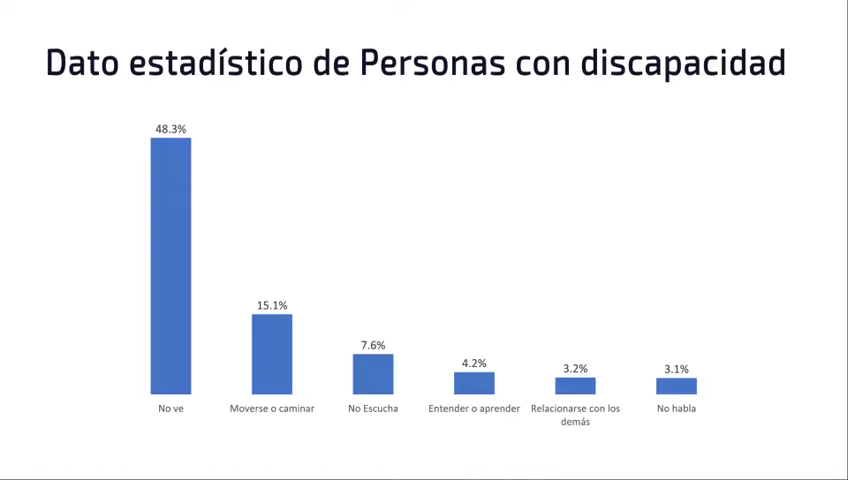 Dato estadístico de Personas con discapacidad
48.3%
15.1%
7.6%
4.2%
3.2%
3.1%
No ve
Moverse o caminar
No Escucha
Entender o aprender
Relacionarse con los
demás
No habla